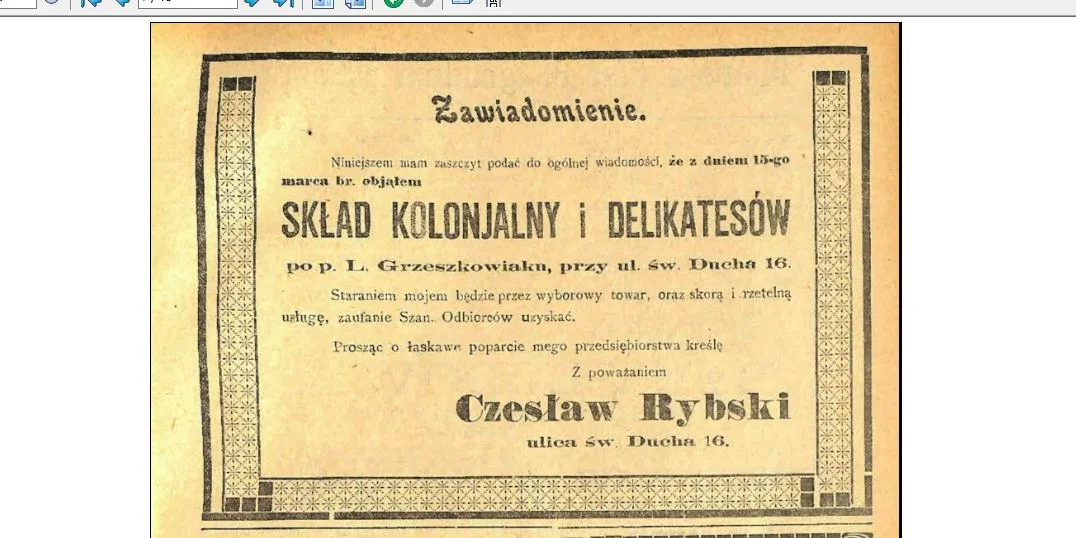 Zawiadomienie.
Niniejszem mam zaszczyt podać do ogólnej wiadomości, że z dniem 15-go
marca br. objąłem
SKŁAD KOLONJALNY i DELIKATESÓW
po p. L. Grzeszkowiaku, przy ul. św. Ducha 16.
Staraniem mojem będzie przez wyborowy towar, oraz skorą i rzetelną
usługę, zaufanie Szan. Odbiorców uzyskać.
Prosząc o łaskawe poparcie mego przedsiębiorstwa kreślę
Z poważaniem
Czesław Rybski
ulica św. Ducha 16.